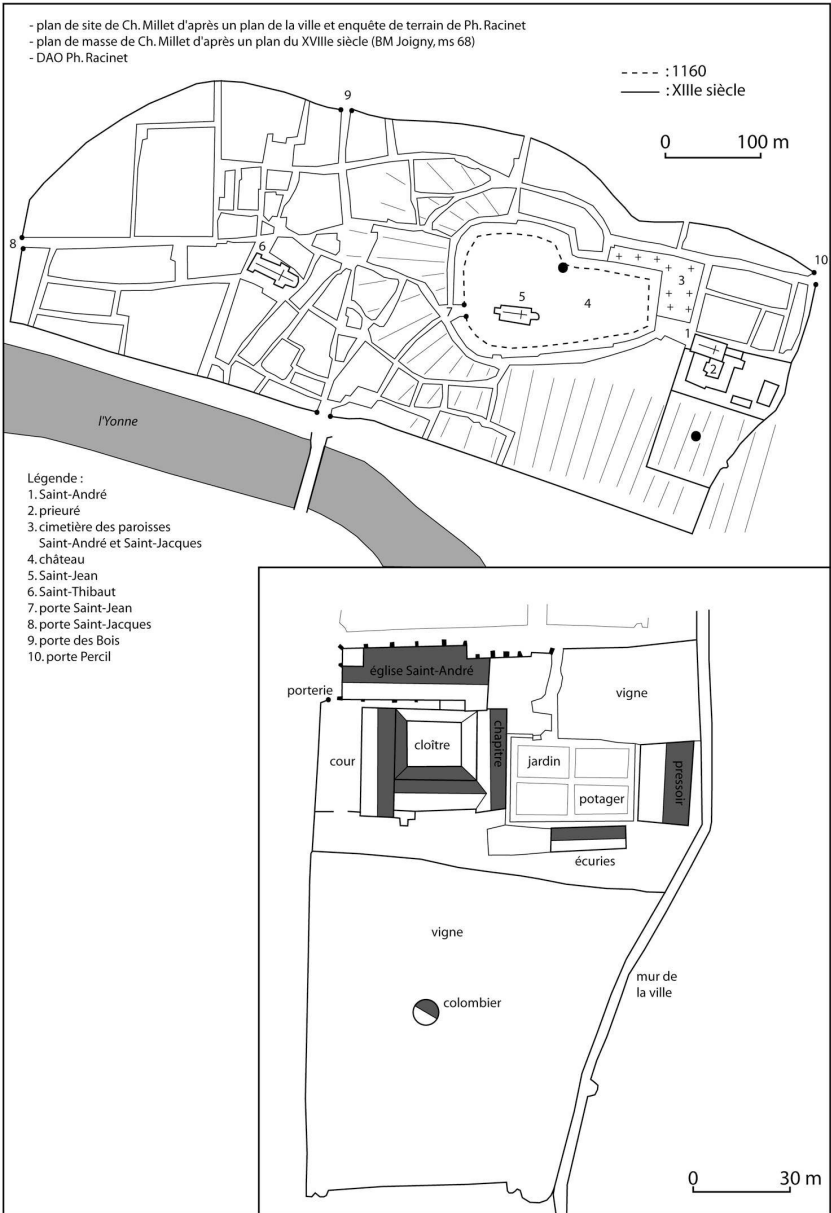 - plan de site de Ch. Millet d'après un plan de la ville et enquête de terrain de Ph. Racinet
- plan de masse de Ch. Millet d'après un plan du XVIIIe siècle (BM Joigny, ms 68)
- DAO Ph. Racinet
: 1160
: XIIIe siècle
0 100 m
9
8
6
7
5
4
3
10
1
2
l'Yonne
Légende :
1. Saint-André
2. prieuré
3. cimetière des paroisses
Saint-André et Saint-Jacques
4. château
5. Saint-Jean
6. Saint-Thibaut
7. porte Saint-Jean
8. porte Saint-Jacques
9. porte des Bois
10. porte Percil
église Saint-André
porterie
vigne
cour
cloître
chapitre
jardin
potager
pressoir
écuries
vigne
colombier
mur de
la ville
0 30 m